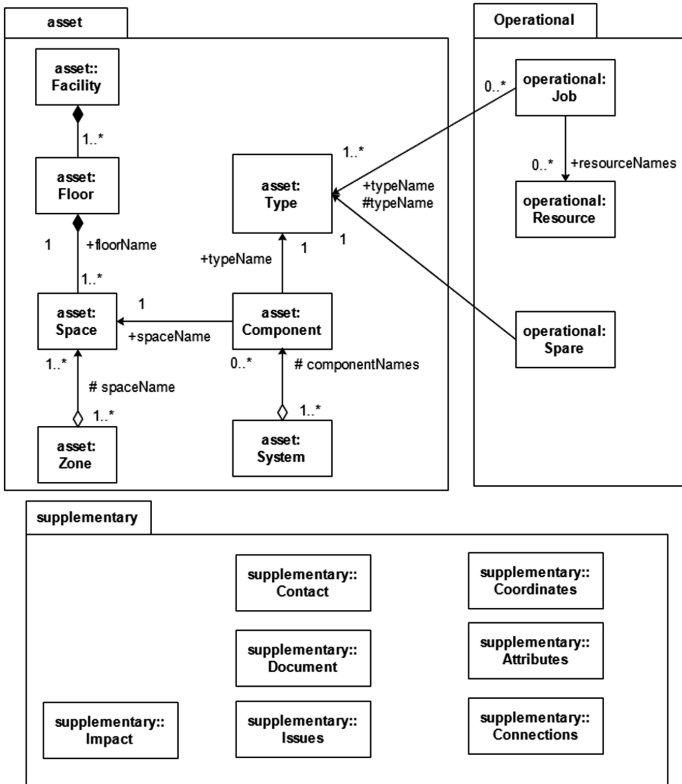 asset
asset::
Facility
1..*
asset:
Floor
1
+floorName
1..*
asset:
Space
1..*
# spaceName
1..*
asset:
Zone
asset:
Type
1..*
+typeName
#typeName
1
1
+typeName
1
+spaceName
asset:
Component
0..*
# componentNames
1..*
asset:
System
Operational
0..*
operational:
Job
0..*
+resourceNames
operational:
Resource
operational:
Spare
supplementary
supplementary::
Contact
supplementary::
Coordinates
supplementary::
Document
supplementary::
Attributes
supplementary::
Impact
supplementary::
Issues
supplementary::
Connections